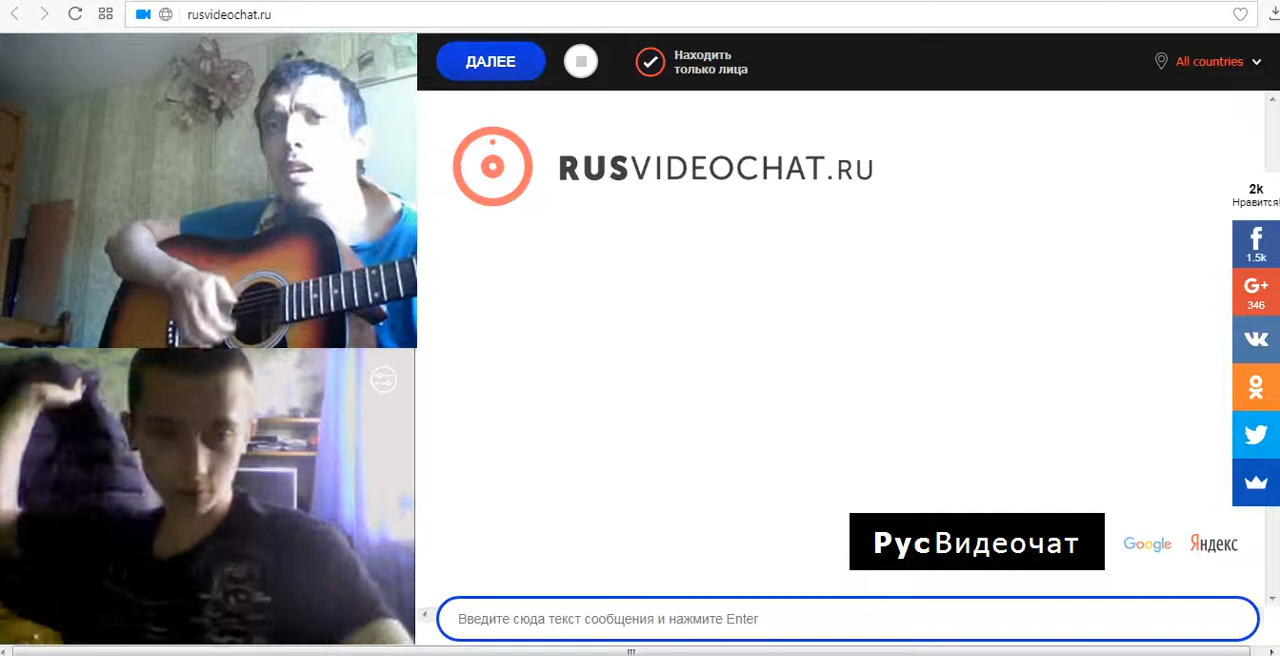 rusvideochat.ru
ДАЛЕЕ
Находить
только лица
All countries
RUSVIDEOCHAT.RU
2k
Нравится!
1.5k
G+
346
РусВидеочат
Google
Яндекс
Введите сюда текст сообщения и нажмите Enter